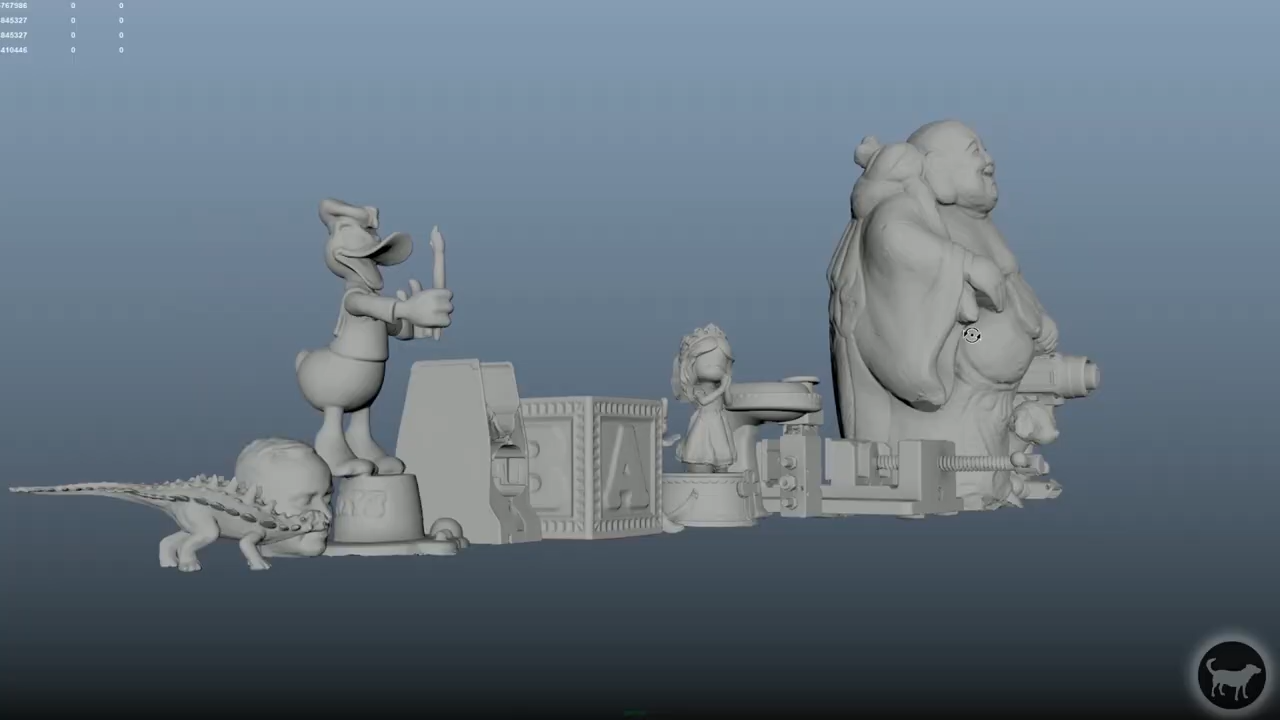 767986 0 0
845327 0 0
845327 0 0
410446 0 0
A